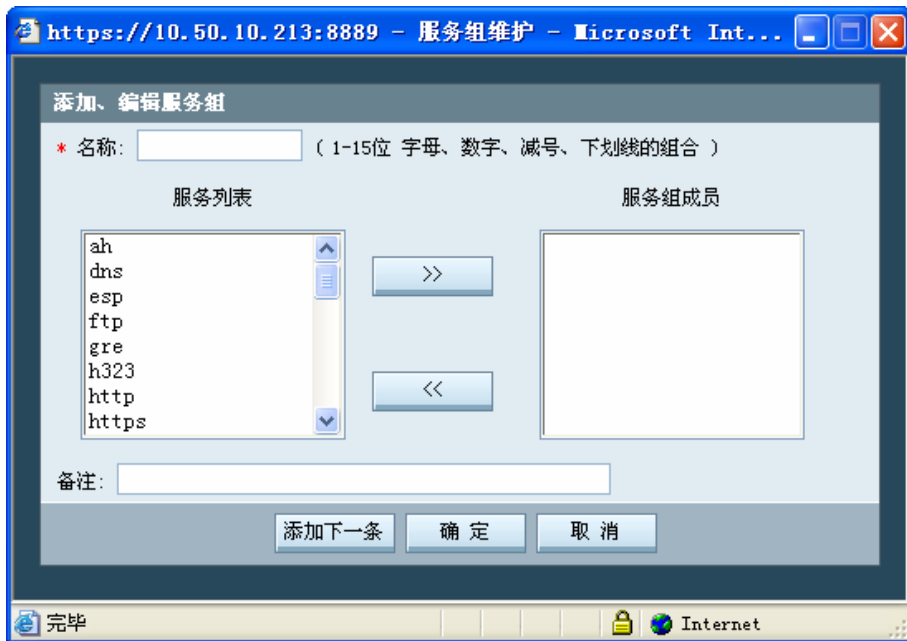 https://10.50.10.213:8889 - 服务组维护 - Microsoft Int...
添加、编辑服务组
* 名称: ( 1-15位 字母、数字、减号、下划线的组合 )
服务列表 服务组成员
ah
dns
esp
ftp
gre
h323
http
https
>>
<<
备注:
添加下一条 确 定 取 消
完毕 Internet